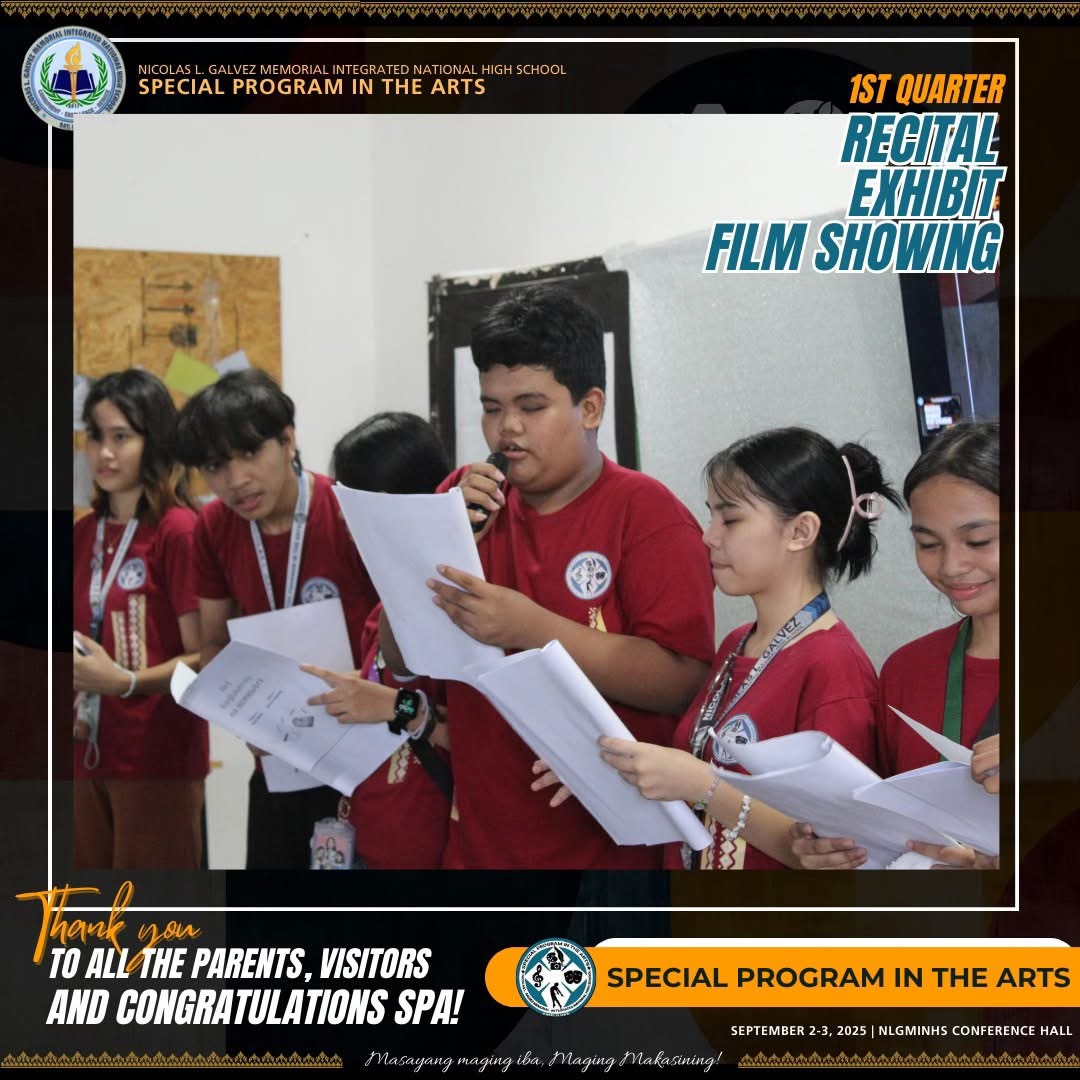 NICOLAS L. GALVEZ MEMORIAL INTEGRATED NATIONAL HIGH SCHOOL
SPECIAL PROGRAM IN THE ARTS
1ST QUARTER
RECITAL
EXHIBIT
FILM SHOWING
NICOLAS L. GALVEZ
Thank you
TO ALL THE PARENTS, VISITORS
AND CONGRATULATIONS SPA!
SPECIAL PROGRAM IN THE ARTS
SEPTEMBER 2-3, 2025 | NLGMINHS CONFERENCE HALL
Masayang maging iba, Maging Makasining!